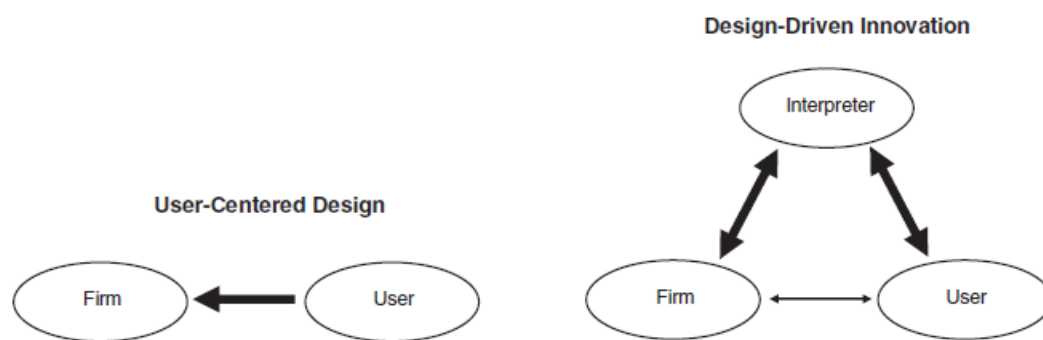 User-Centered Design
Firm
User
Design-Driven Innovation
Interpreter
Firm
User